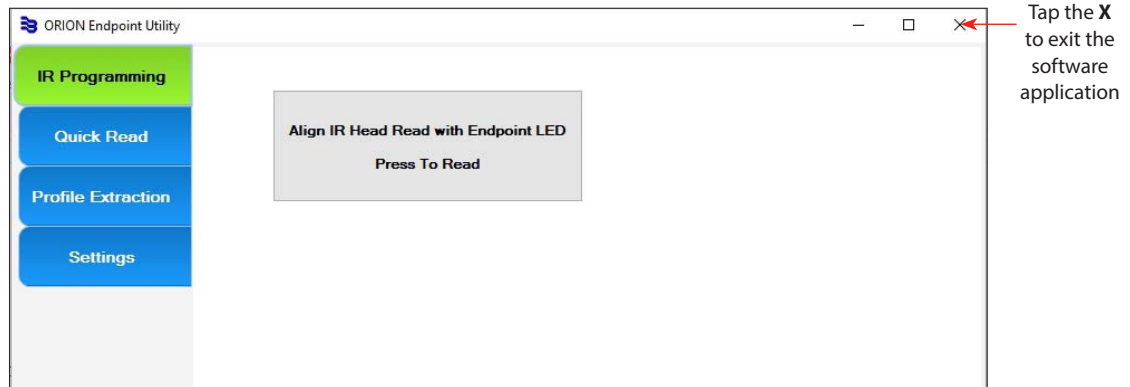 ORION Endpoint Utility
Tap the X
to exit the
software
application
IR Programming
Quick Read
Profile Extraction
Settings
Align IR Head Read with Endpoint LED
Press To Read